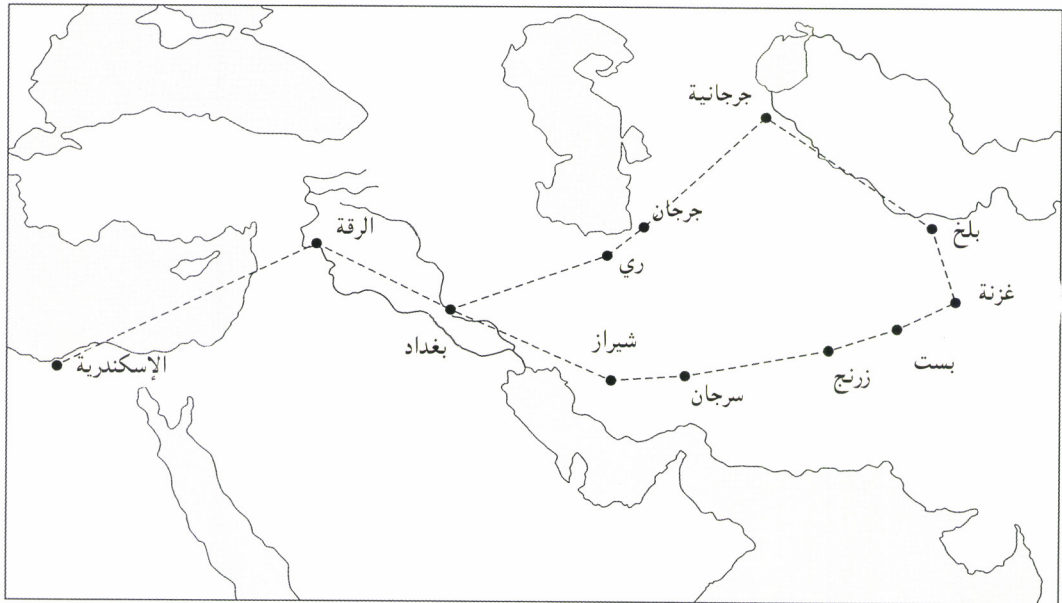 جرجانية
جرجان
الرقة
بلخ
ري
غزنة
شيراز
بغداد
بست
الإسكندرية
زرنج
سرجان